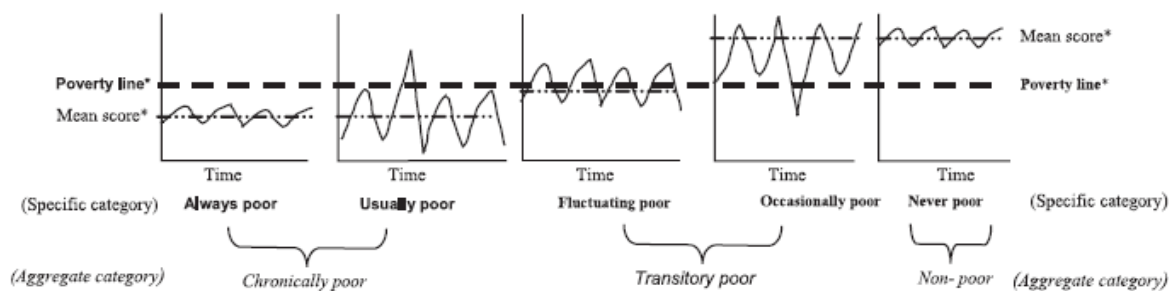 Mean score*
Poverty line*
Poverty line*
Mean score*
Time Time Time Time Time
(Specific category) Always poor Usually poor Fluctuating poor Occasionally poor Never poor (Specific category)
(Aggregate category) Chronically poor Transitory poor Non- poor (Aggregate category)